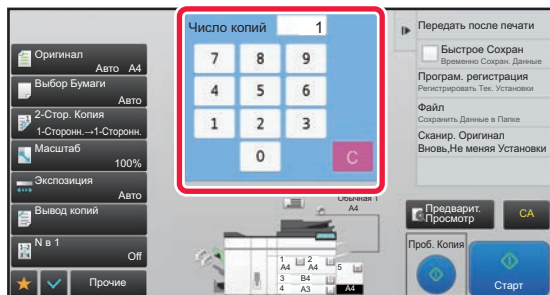 Число копий 1
7 8 9
4 5 6
1 2 3
0 C
Оригинал
Авто A4
Выбор Бумаги
Авто
2-Стор. Копия
1-Сторонн.→1-Сторонн.
Масштаб
100%
Экспозиция
Авто
Вывод копий
N в 1
Off
Прочие
Обычная 1
A4
1 2 5
A4 A4
3 B4
4 A3 A4
Передать после печати
Быстрое Сохран
Временно Сохран. Данные
Програм. регистрация
Регистрировать Тек. Установки
Файл
Сохранить Данные в Папке
Сканир. Оригинал
Вновь,Не меняя Установки
Предварит.
Просмотр
CA
Проб. Копия
Старт